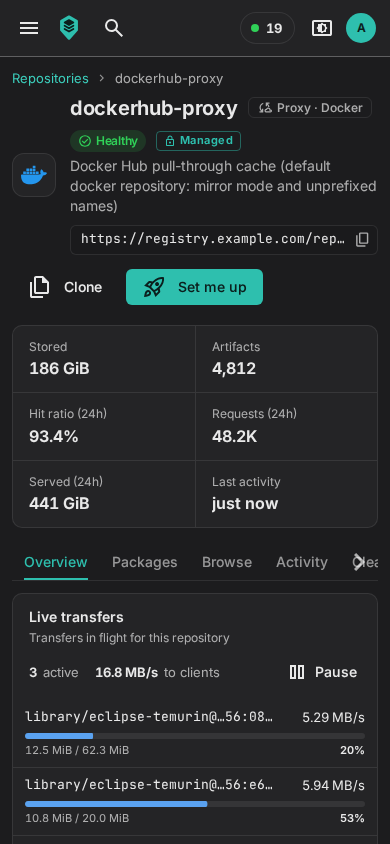 19
A
Repositories > dockerhub-proxy
dockerhub-proxy
Proxy · Docker
Healthy
Managed
Docker Hub pull-through cache (default
docker repository: mirror mode and unprefixed
names)
https://registry.example.com/rep…
Clone
Set me up
Stored
186 GiB
Artifacts
4,812
Hit ratio (24h)
93.4%
Requests (24h)
48.2K
Served (24h)
441 GiB
Last activity
just now
Overview
Packages
Browse
Activity
Clea
Live transfers
Transfers in flight for this repository
3 active 16.8 MB/s to clients
Pause
library/eclipse-temurin@…56:08…
5.29 MB/s
12.5 MiB / 62.3 MiB
20%
library/eclipse-temurin@…56:e6…
5.94 MB/s
10.8 MiB / 20.0 MiB
53%